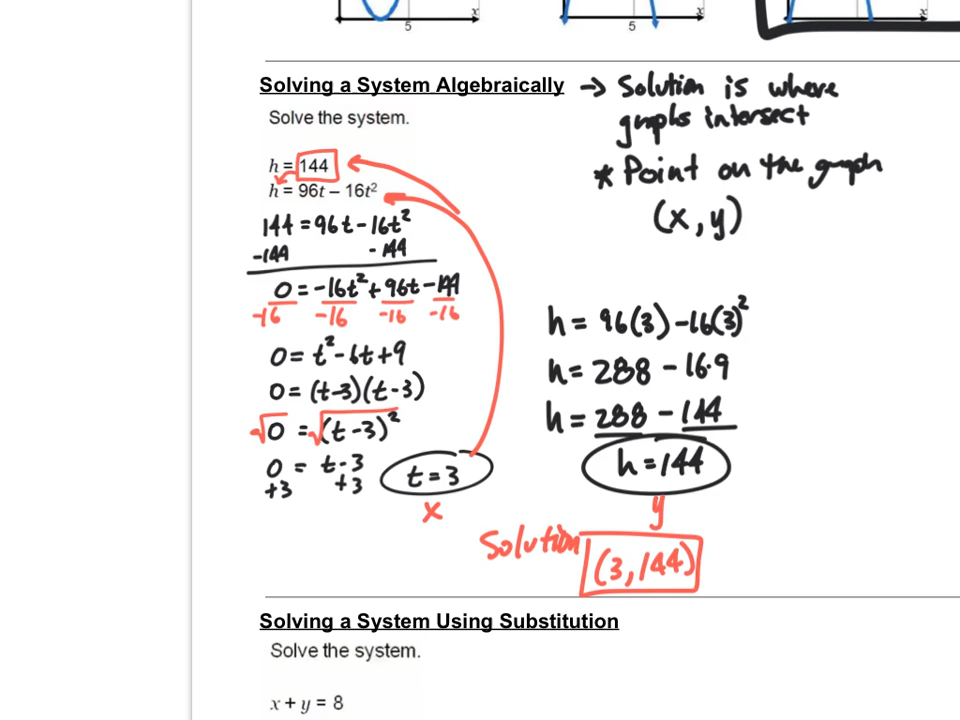 x x x
5 5
Solving a System Algebraically → Solution is where
graphs intersect
Solve the system.
* Point on the graph
(x, y)
h = 144
h = 96t – 16t²
144 = 96t - 16t²
-144 - 144
0 = -16t² + 96t - 144
-16 -16 -16 -16
0 = t² - 6t + 9
0 = (t-3)(t-3)
√0 = √(t-3)²
0 = t-3
+3 +3
t = 3
x
h = 96(3) - 16(3)²
h = 288 - 16·9
h = 288 - 144
h = 144
y
Solution (3, 144)
Solving a System Using Substitution
Solve the system.
x + y = 8